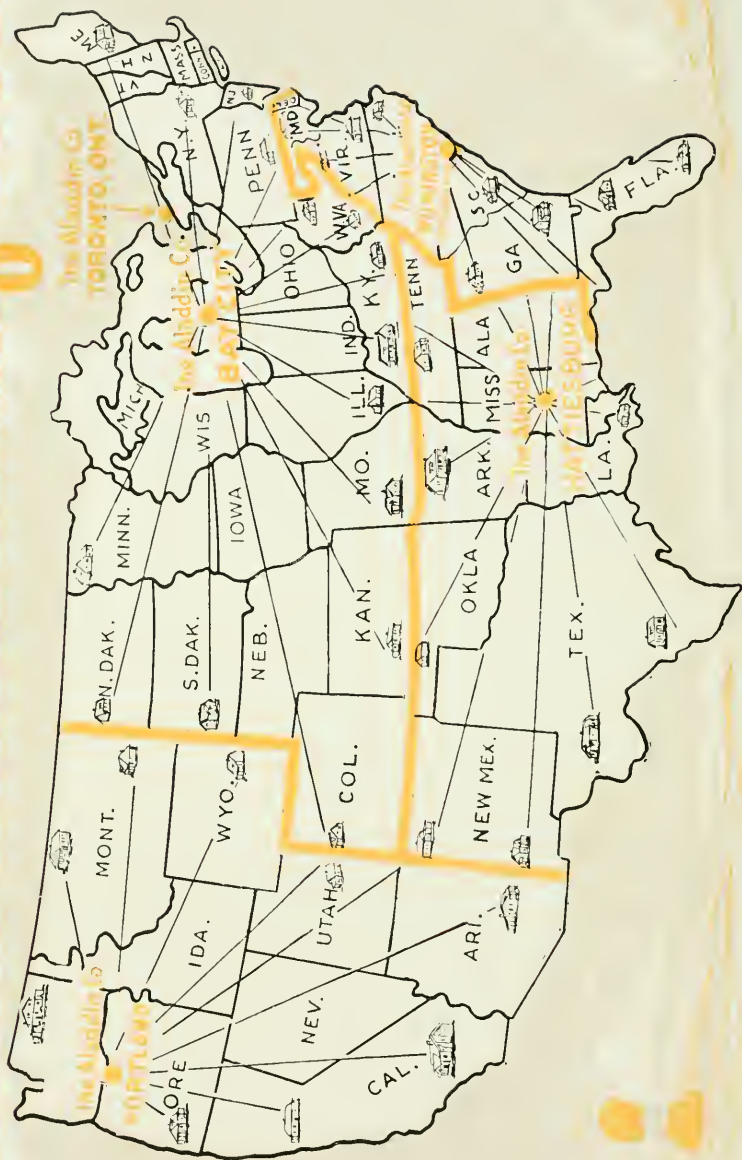 The Aladdin Co
TORONTO, ONT.
The Aladdin Co.
BAY CITY
The Aladdin Co
PORTLAND
The Aladdin Co
HATTIESBURG
WILMINGTON
ME
MASS.
CONN.
N.Y.
N.J.
PENN
MD.
VIR.
W.VA
OHIO
MICH
IND.
ILL.
WIS
MINN.
IOWA
MO.
KY.
TENN
S.C.
GA
FLA.
ALA
MISS
ARK.
LA.
N. DAK.
S. DAK.
NEB.
KAN.
OKLA
TEX.
MONT.
WYO.
COL.
NEW MEX.
IDA.
UTAH
ARI.
NEV.
ORE
CAL.